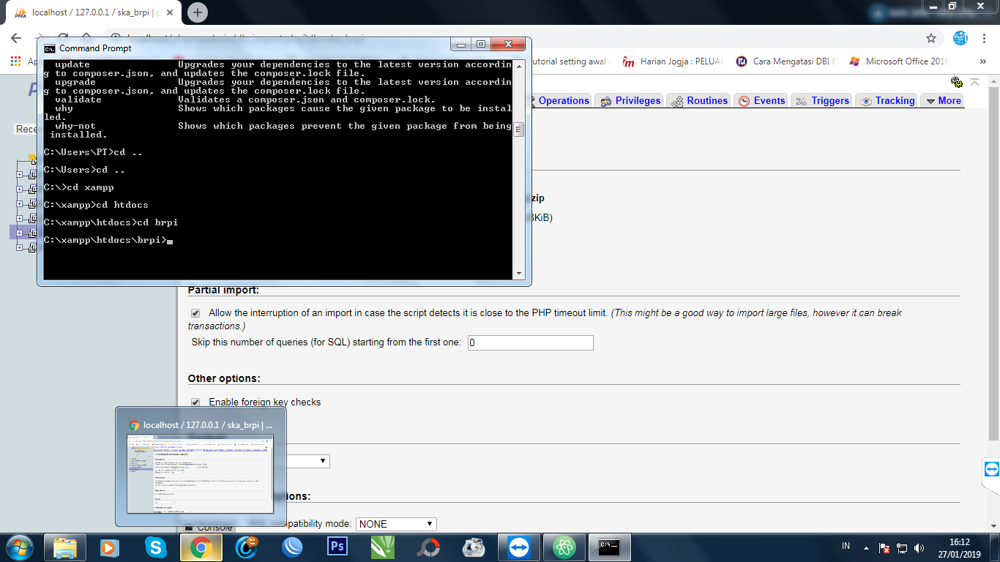 localhost / 127.0.0.1 / ska_brpi | p
Command Prompt
update Upgrades your dependencies to the latest version accordin
g to composer.json, and updates the composer.lock file.
upgrade Upgrades your dependencies to the latest version accordin
g to composer.json, and updates the composer.lock file.
validate Validates a composer.json and composer.lock.
why Shows which packages cause the given package to be instal
led.
why-not Shows which packages prevent the given package from being
installed.
C:\Users\PT>cd ..
C:\Users>cd ..
C:\>cd xampp
C:\xampp>cd htdocs
C:\xampp\htdocs>cd brpi
C:\xampp\htdocs\brpi>
utorial setting awal
Harian Jogja : PELUA
Cara Mengatasi DBI E
Microsoft Office 2016
»
Operations Privileges Routines Events Triggers Tracking More
Rece
zip
KiB)
Partial import:
Allow the interruption of an import in case the script detects it is close to the PHP timeout limit. (This might be a good way to import large files, however it can break
transactions.)
Skip this number of queries (for SQL) starting from the first one: 0
Other options:
Enable foreign key checks
localhost / 127.0.0.1 / ska_brpi | ...
ptions:
patibility mode: NONE
Console
IN
16:12
27/01/2019